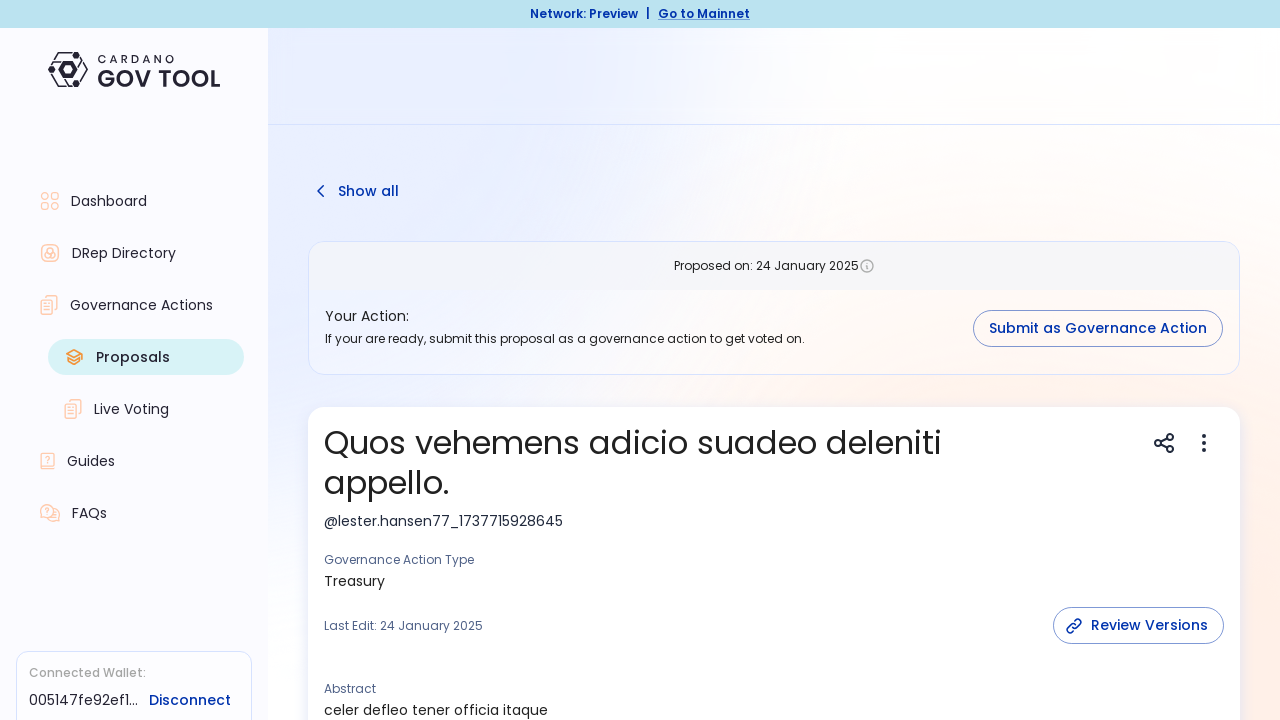 Network: Preview | Go to Mainnet
CARDANO
GOV TOOL
Dashboard
DRep Directory
Governance Actions
Proposals
Live Voting
Guides
FAQs
Connected Wallet:
005147fe92ef1... Disconnect
Show all
Proposed on: 24 January 2025
Your Action:
If your are ready, submit this proposal as a governance action to get voted on.
Submit as Governance Action
Quos vehemens adicio suadeo deleniti
appello.
@lester.hansen77_1737715928645
Governance Action Type
Treasury
Last Edit: 24 January 2025
Review Versions
Abstract
celer defleo tener officia itaque